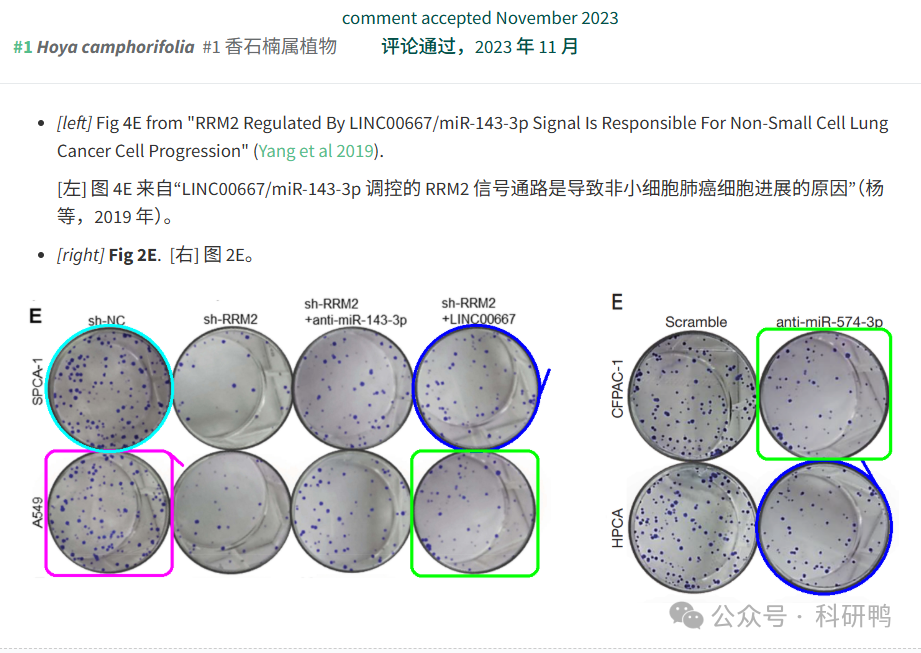 comment accepted November 2023
#1 Hoya camphorifolia #1 香石楠属植物 评论通过，2023 年 11 月
[left] Fig 4E from "RRM2 Regulated By LINC00667/miR-143-3p Signal Is Responsible For Non-Small Cell Lung
Cancer Cell Progression" (Yang et al 2019).
[左] 图 4E 来自“LINC00667/miR-143-3p 调控的 RRM2 信号通路是导致非小细胞肺癌细胞进展的原因”（杨
等，2019 年）。
[right] Fig 2E. [右] 图 2E。
E
sh-NC
sh-RRM2
sh-RRM2
+anti-miR-143-3p
sh-RRM2
+LINC00667
SPCA-1
A549
E
Scramble
anti-miR-574-3p
CFPAC-1
HPCA
公众号 · 科研鸭